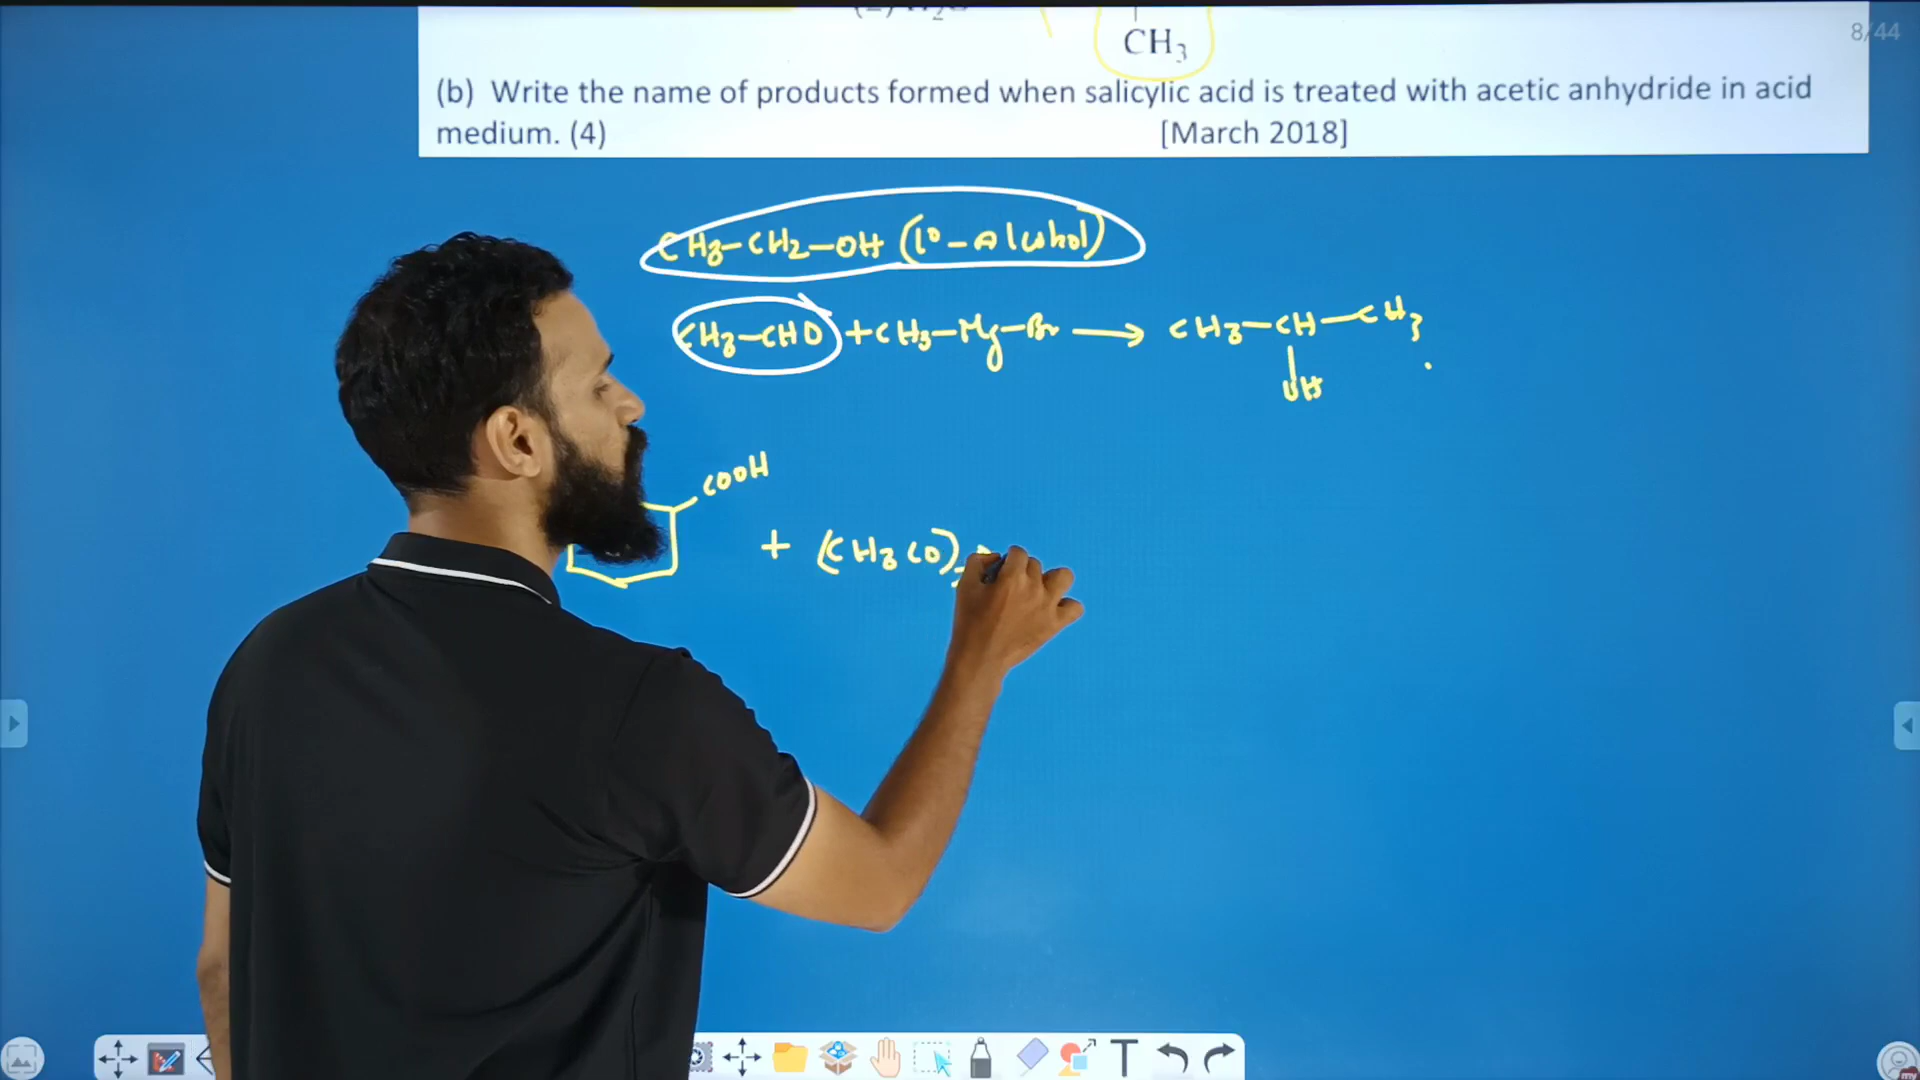 8/44
CH₃
(b) Write the name of products formed when salicylic acid is treated with acetic anhydride in acid
medium. (4) [March 2018]
CH₃–CH₂–OH (1°–Alcohol)
CH₃–CHO + CH₃–Mg–Br ⟶ CH₃–CH–CH₃
OH
COOH
+ (CH₃CO)₂
T